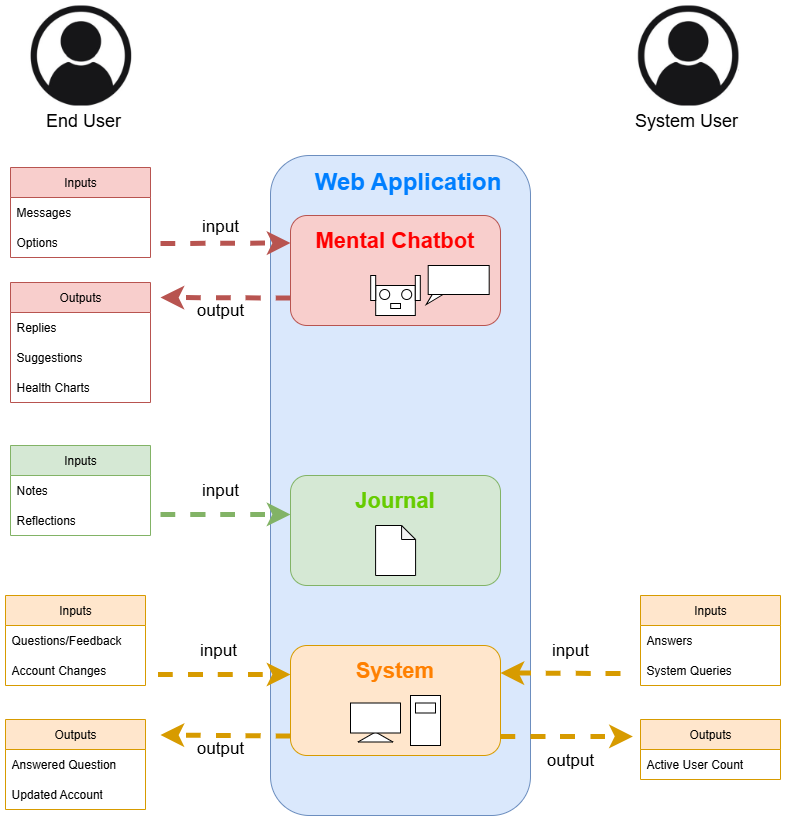 End User
System User
Web Application
Inputs
Messages
Options
input
Mental Chatbot
Outputs
Replies
Suggestions
Health Charts
output
Inputs
Notes
Reflections
input
Journal
Inputs
Questions/Feedback
Account Changes
input
System
input
Inputs
Answers
System Queries
Outputs
Answered Question
Updated Account
output
output
Outputs
Active User Count